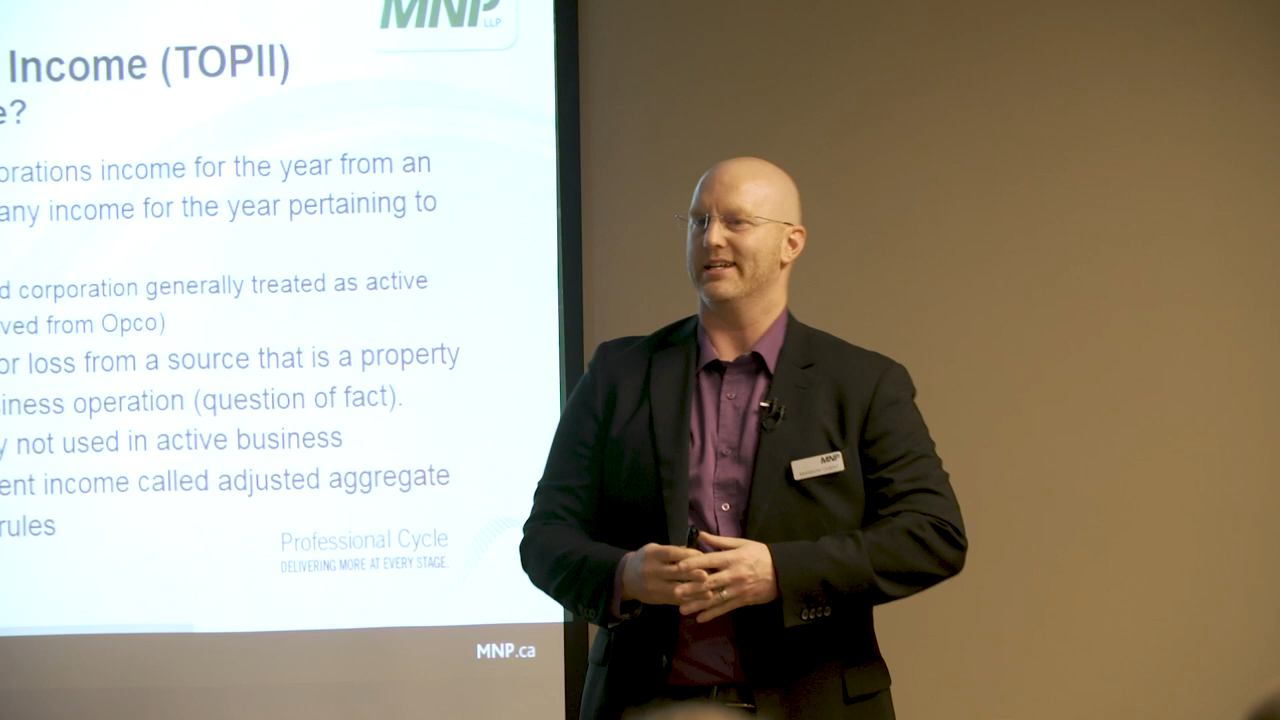 MNP
LLP
Income (TOPII)
e?
orations income for the year from an
any income for the year pertaining to
d corporation generally treated as active
ved from Opco)
or loss from a source that is a property
iness operation (question of fact).
y not used in active business
ent income called adjusted aggregate
rules
Professional Cycle
DELIVERING MORE AT EVERY STAGE.
MNP.ca
MNP